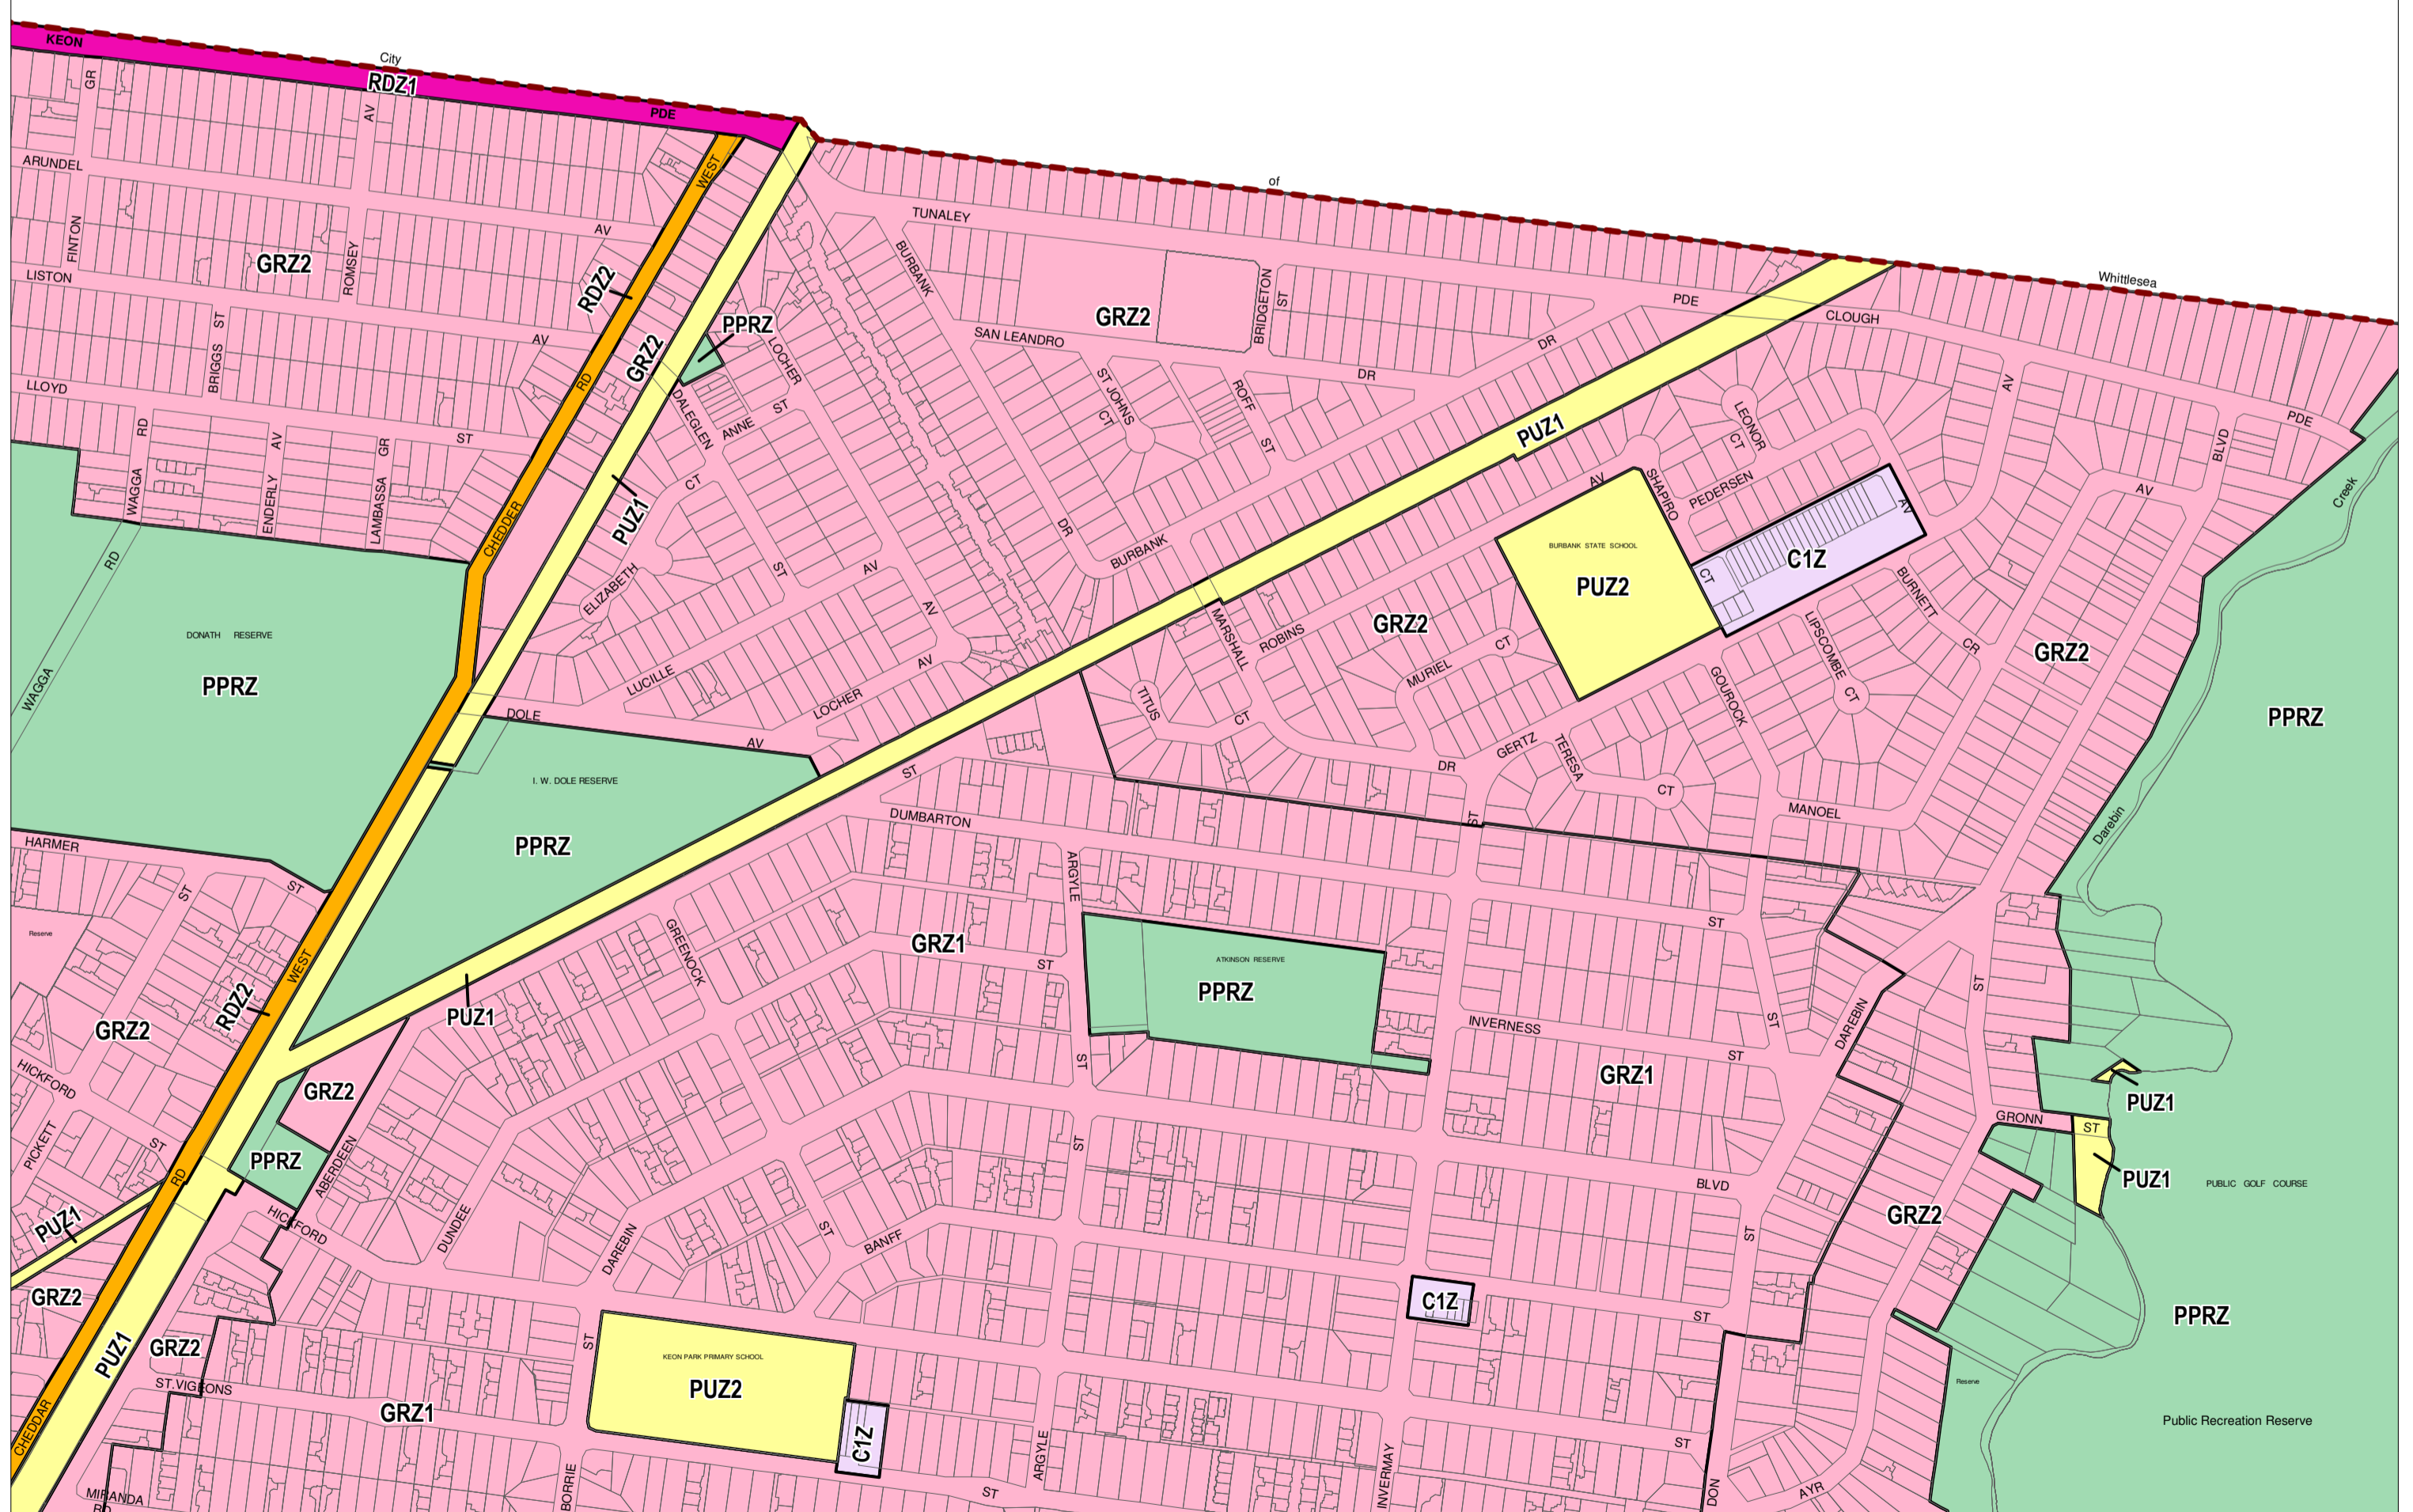 KEON
City
RDZ1
PDE
GR
AV
WEST
of
ARUNDEL
TUNALEY
AV
FINTON
GRZ2
ROMSEY
BURBANK
LISTON
RDZ2
GRZ2
BRIDGETON
ST
PDE
Whittlesea
CLOUGH
ST
PPRZ
SAN LEANDRO
DR
AV
GRZ2
LOCHER
BRIGGS
LLOYD
RD
DR
AV
ST JOHNS
CT
ROFF
ST
DALEGLEN
ANNE
ST
LEONOR
CT
PDE
RD
AV
GR
ST
PUZ1
BLVD
WAGGA
ENDERLY
LAMBASSA
CT
AV
SHAPIRO
PEDERSEN
AV
AV
Creek
CHEDDER
PUZ1
DR
BURBANK
BURBANK STATE SCHOOL
PUZ2
C1Z
CT
RD
ST
AV
ELIZABETH
AV
BURNETT
CR
DONATH RESERVE
PPRZ
MARSHALL
ROBINS
GRZ2
CT
MURIEL
LIPSCOMBE
CT
GRZ2
WAGGA
LUCILLE
AV
LOCHER
TITUS
CT
GOUROCK
PPRZ
DOLE
AV
ST
DR
GERTZ
TERESA
CT
I. W. DOLE RESERVE
PPRZ
DUMBARTON
ST
MANOEL
Darebin
HARMER
ST
ST
ARGYLE
ST
Reserve
GREENOCK
GRZ1
ST
ATKINSON RESERVE
PPRZ
WEST
RDZ2
GRZ2
PUZ1
ST
INVERNESS
ST
ST
DAREBIN
HICKFORD
GRZ2
ST
GRZ1
PUZ1
GRONN
ST
PICKETT
ST
PPRZ
ABERDEEN
ST
RD
BLVD
PUZ1
PUBLIC GOLF COURSE
PUZ1
HICKFORD
DUNDEE
DAREBIN
ST
BANFF
ST
GRZ2
GRZ2
C1Z
ST
PPRZ
PUZ1
GRZ2
ST
KEON PARK PRIMARY SCHOOL
PUZ2
ST.VIGEONS
GRZ1
Reserve
CHEDDAR
C1Z
ARGYLE
ST
Public Recreation Reserve
MIRANDA
RD
BORRIE
ST
INVERMAY
DON
AYR